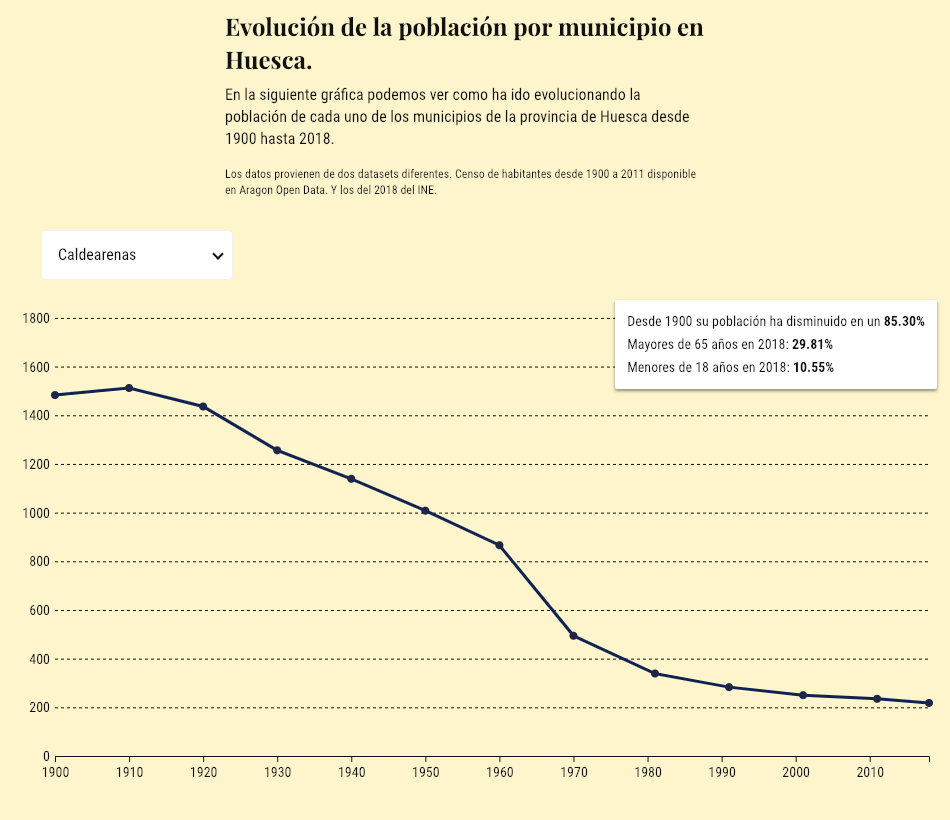 Evolución de la población por municipio en
Huesca.
En la siguiente gráfica podemos ver como ha ido evolucionando la
población de cada uno de los municipios de la provincia de Huesca desde
1900 hasta 2018.
Los datos provienen de dos datasets diferentes. Censo de habitantes desde 1900 a 2011 disponible
en Aragon Open Data. Y los del 2018 del INE.
Caldearenas
Desde 1900 su población ha disminuido en un 85.30%
Mayores de 65 años en 2018: 29.81%
Menores de 18 años en 2018: 10.55%
1800
1600
1400
1200
1000
800
600
400
200
0
1900 1910 1920 1930 1940 1950 1960 1970 1980 1990 2000 2010